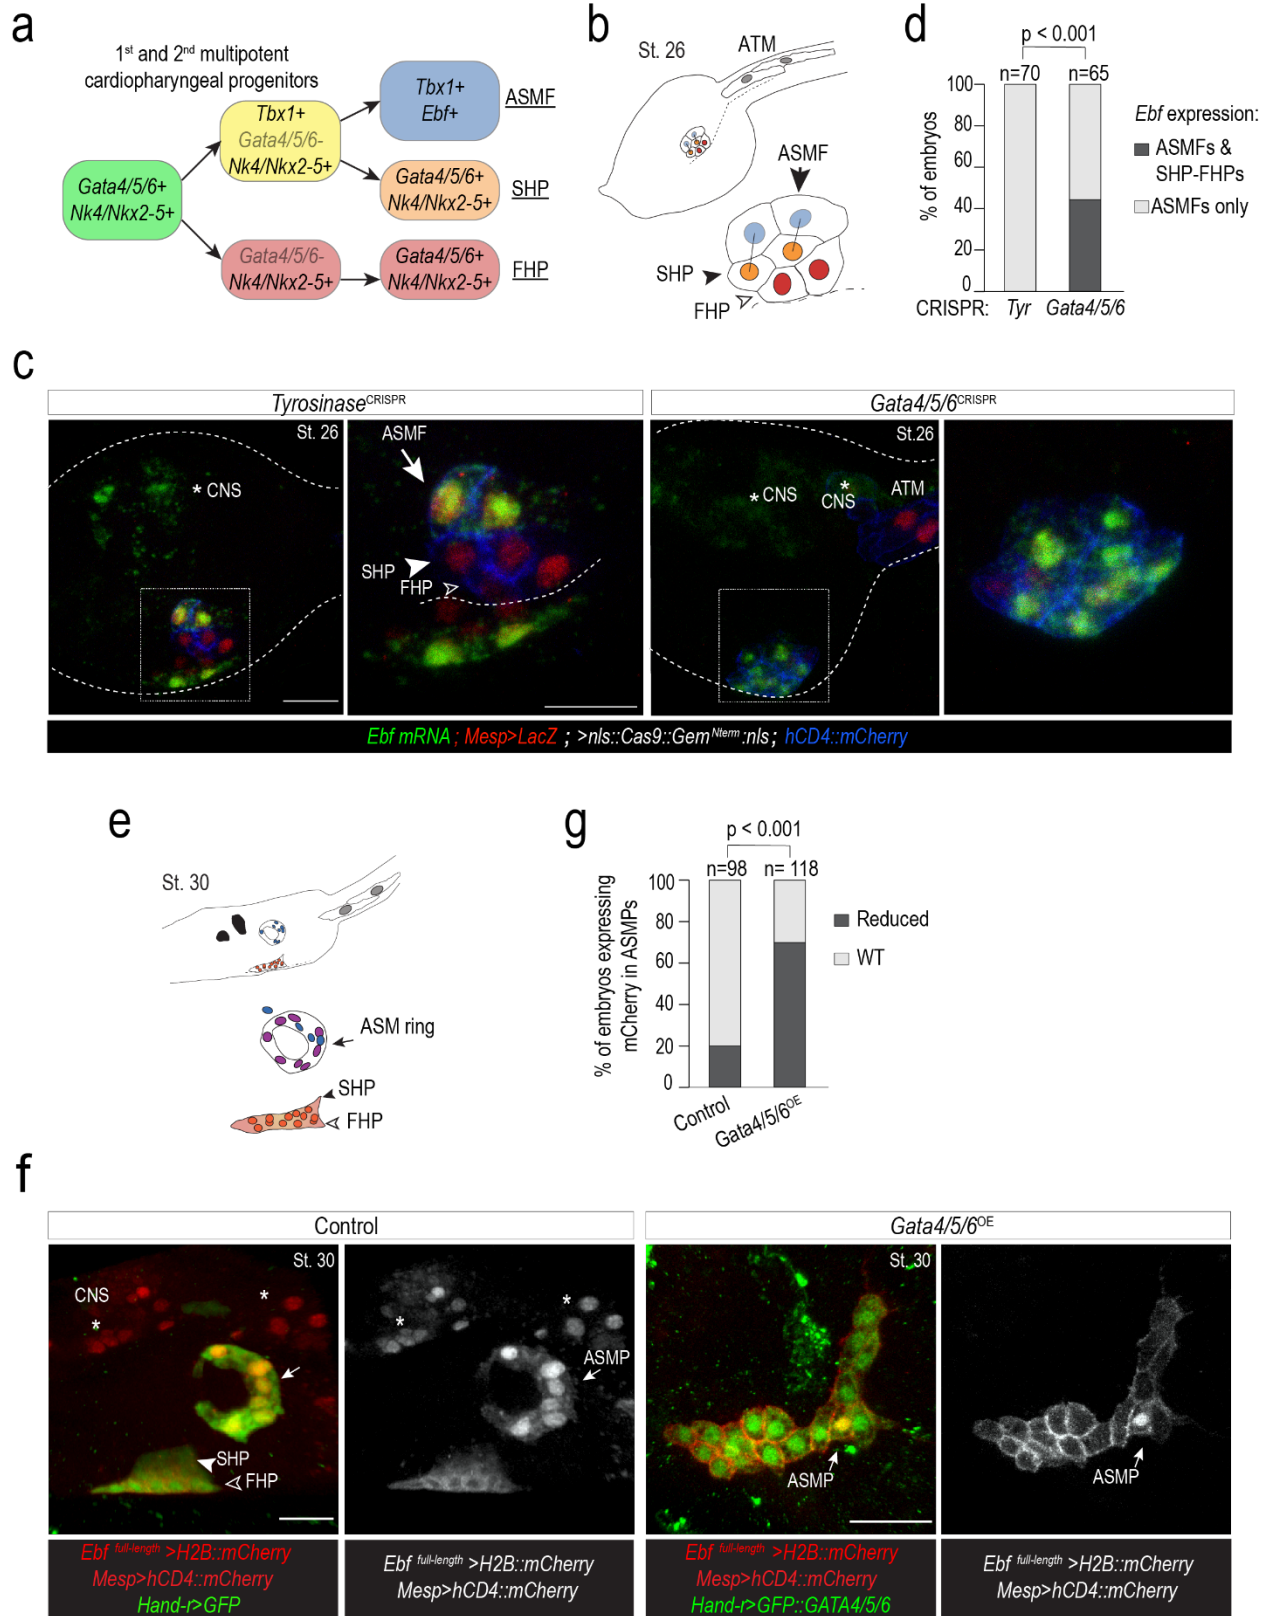 a
1st and 2nd multipotent
cardiopharyngeal progenitors
Gata4/5/6+
Nk4/Nkx2-5+
Tbx1+
Gata4/5/6-
Nk4/Nkx2-5+
Gata4/5/6-
Nk4/Nkx2-5+
Tbx1+
Ebf+
ASMF
Gata4/5/6+
Nk4/Nkx2-5+
SHP
Gata4/5/6+
Nk4/Nkx2-5+
FHP
b
St. 26
ATM
ASMF
SHP
FHP
d
p < 0.001
n=70
n=65
% of embryos
100
80
60
40
20
0
CRISPR:
Tyr
Gata4/5/6
Ebf expression:
ASMFs &
SHP-FHPs
ASMFs only
c
Tyrosinase CRISPR
Gata4/5/6 CRISPR
St. 26
* CNS
ASMF
SHP
FHP
St.26
* CNS
*
CNS
ATM
Ebf mRNA ; Mesp>LacZ ; >nls::Cas9::Gem Nterm :nls ; hCD4::mCherry
e
St. 30
ASM ring
SHP
FHP
g
p < 0.001
n=98
n= 118
% of embryos expressing
mCherry in ASMPs
100
80
60
40
20
0
Control
Gata4/5/6OE
Reduced
WT
f
Control
Gata4/5/6OE
St. 30
CNS
*
*
SHP
FHP
*
*
ASMP
St. 30
ASMP
ASMP
Ebf full-length >H2B::mCherry
Mesp>hCD4::mCherry
Hand-r>GFP
Ebf full-length >H2B::mCherry
Mesp>hCD4::mCherry
Ebf full-length >H2B::mCherry
Mesp>hCD4::mCherry
Hand-r>GFP::GATA4/5/6
Ebf full-length >H2B::mCherry
Mesp>hCD4::mCherry